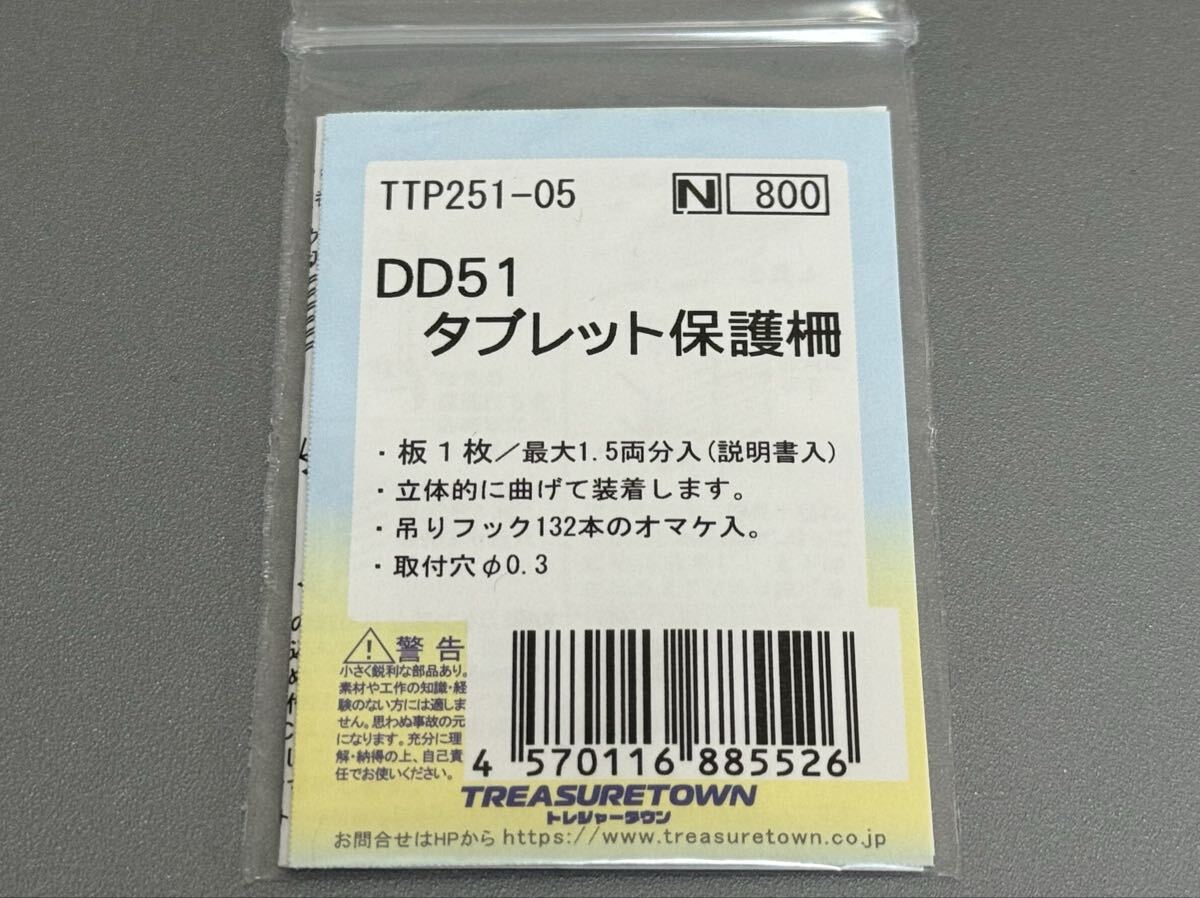 TTP251-05 N 800
DD51
タブレット保護柵
・板1枚／最大1.5両分入(説明書入)
・立体的に曲げて装着します。
・吊りフック132本のオマケ入。
・取付穴φ0.3
警告
小さく鋭利な部品あり。
素材や工作の知識・経
験のない方には適しま
せん。思わぬ事故の元
になります。充分に理
解・納得の上、自己責
任でお使いください。
4 570116 885526
TREASURETOWN
トレジャータウン
お問合せはHPから https://www.treasuretown.co.jp